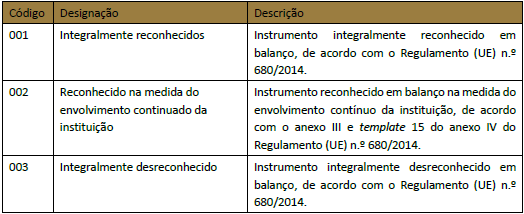 Código Designação Descrição
001 Integralmente reconhecidos Instrumento integralmente reconhecido em
balanço, de acordo com o Regulamento (UE) n.º
680/2014.
002 Reconhecido na medida do Instrumento reconhecido em balanço na medida do
envolvimento continuado da envolvimento contínuo da instituição, de acordo
instituição com o anexo III e template 15 do anexo IV do
Regulamento (UE) n.º 680/2014.
003 Integralmente desreconhecido Instrumento integralmente desreconhecido em
balanço, de acordo com o Regulamento (UE) n.º
680/2014.